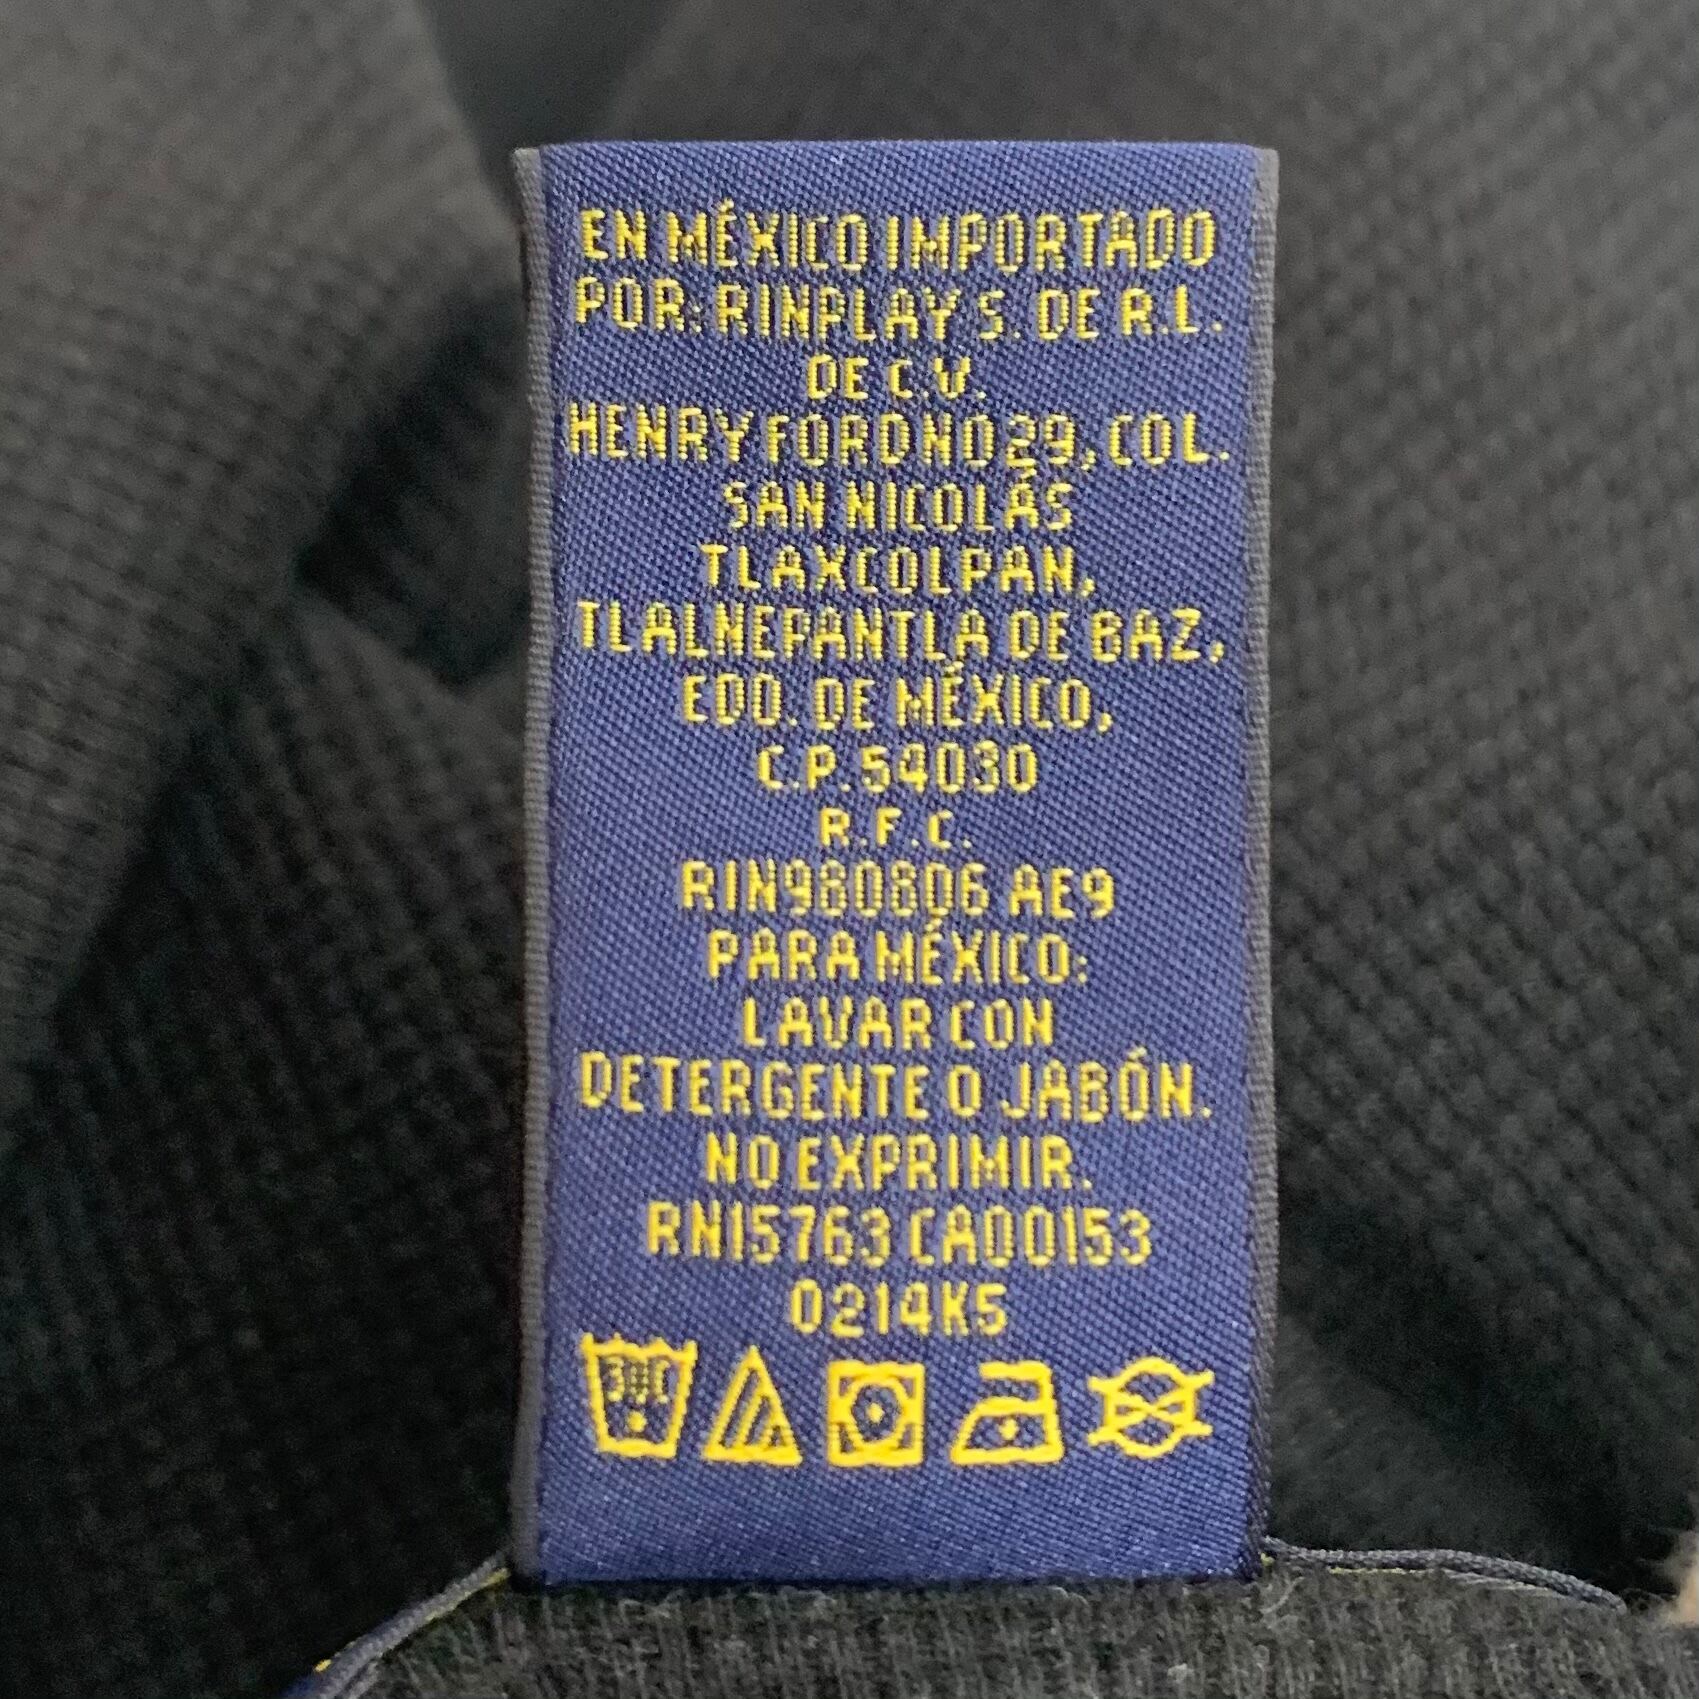 EN MÉXICO IMPORTADO
POR: RINPLAY S. DE R.L.
DE C.V.
HENRY FORD NO 29, COL.
SAN NICOLÁS
TLAXCOLPAN,
TLALNEPANTLA DE BAZ,
EDO. DE MÉXICO,
C.P. 54030
R.F.C.
RIN980806 AE9
PARA MÉXICO:
LAVAR CON
DETERGENTE O JABÓN.
NO EXPRIMIR.
RN15763 CA00153
0214K5
30C